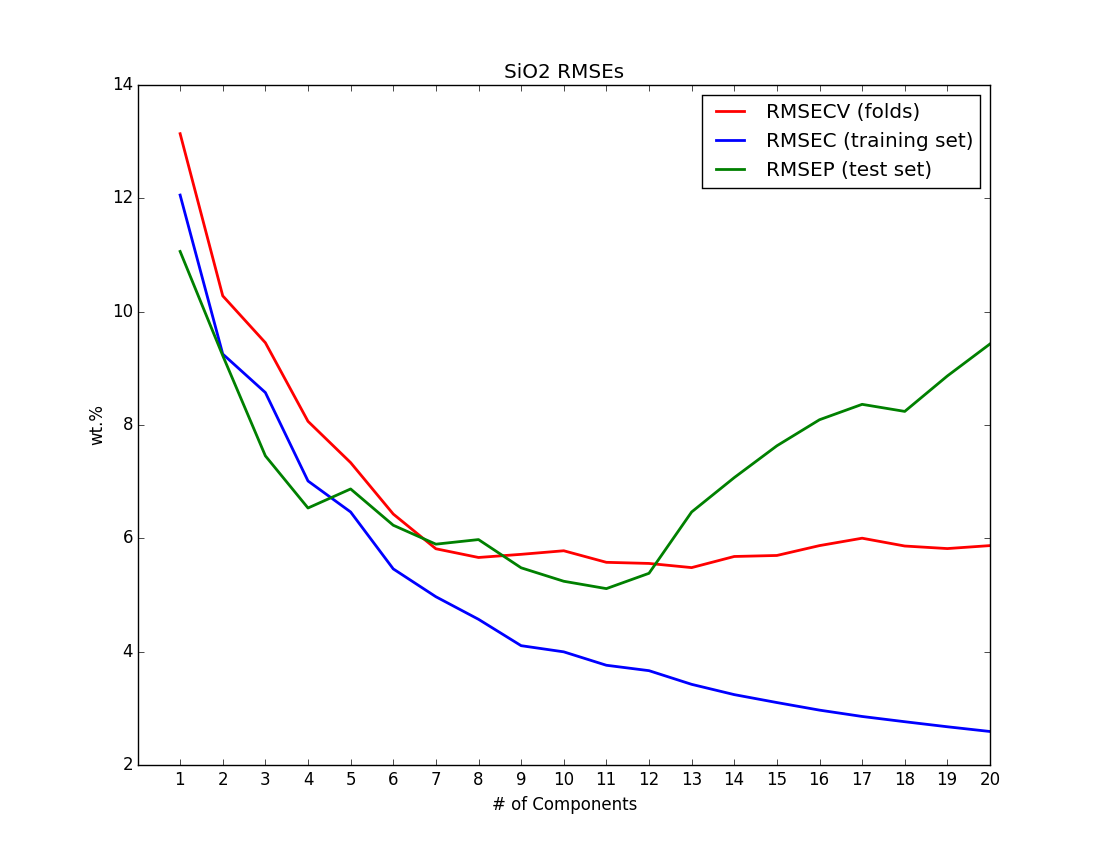 SiO2 RMSEs
14
12
10
8
6
4
2
wt.%
RMSECV (folds)
RMSEC (training set)
RMSEP (test set)
1 2 3 4 5 6 7 8 9 10 11 12 13 14 15 16 17 18 19 20
# of Components